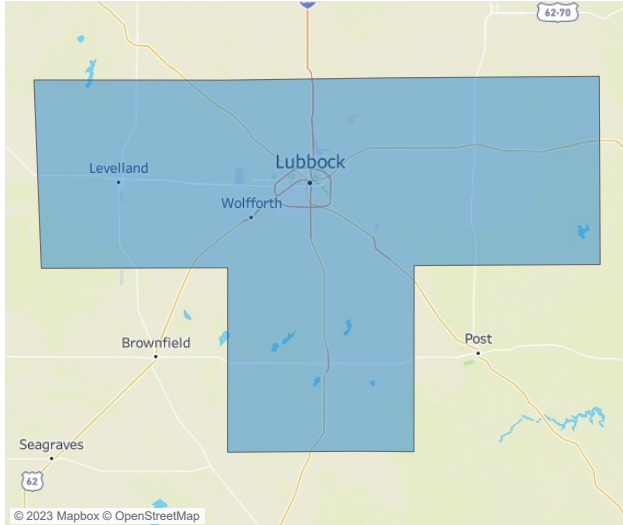 62-70
Lubbock
Levelland
Wolfforth
Brownfield
Post
Seagraves
62
© 2023 Mapbox © OpenStreetMap